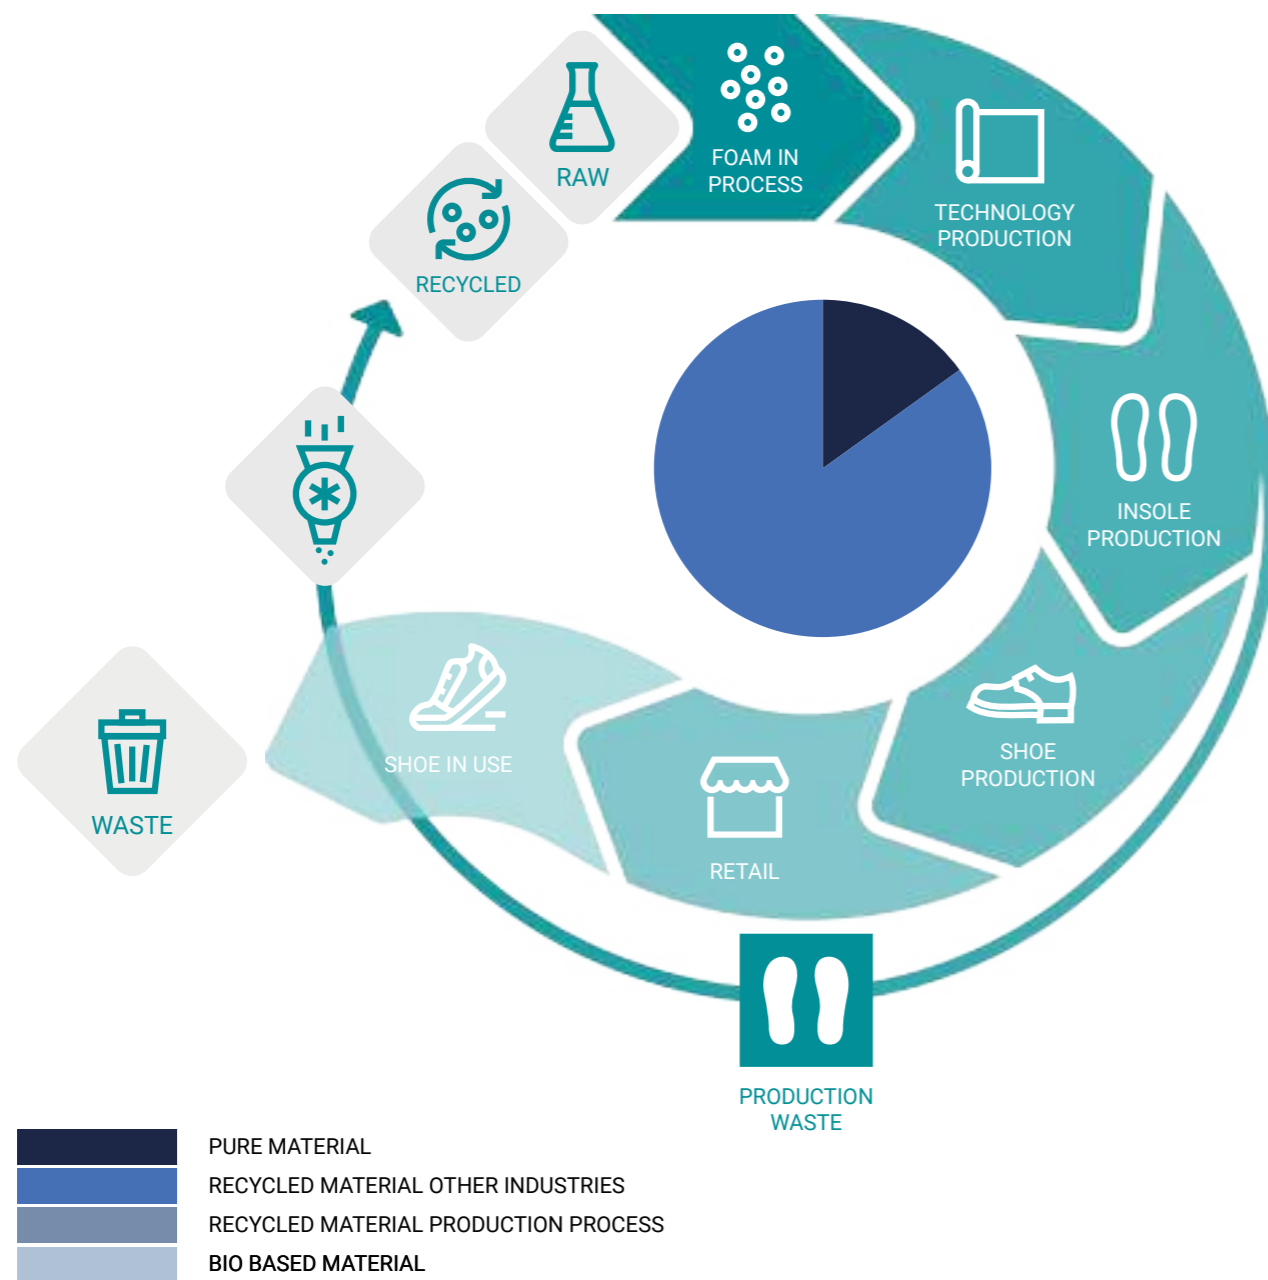 RAW
FOAM IN
PROCESS
RECYCLED
TECHNOLOGY
PRODUCTION
INSOLE
PRODUCTION
SHOE
PRODUCTION
RETAIL
SHOE IN USE
WASTE
PRODUCTION
WASTE
PURE MATERIAL
RECYCLED MATERIAL OTHER INDUSTRIES
RECYCLED MATERIAL PRODUCTION PROCESS
BIO BASED MATERIAL